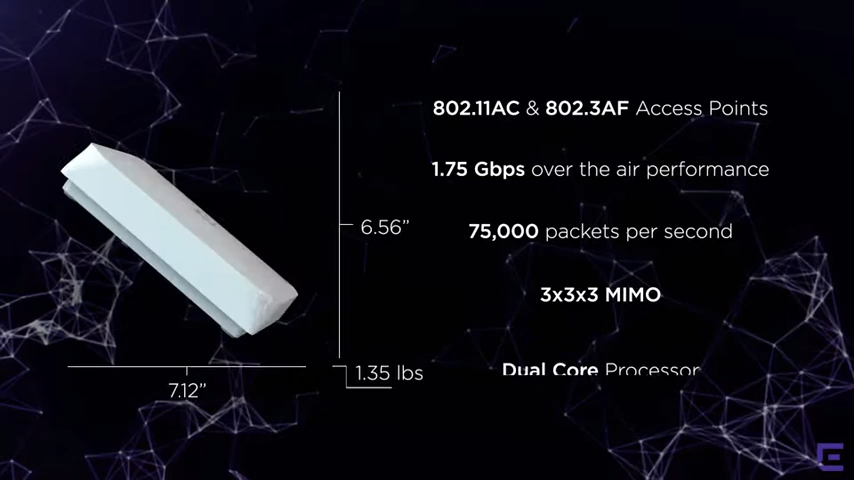 802.11AC & 802.3AF Access Points
1.75 Gbps over the air performance
6.56”
75,000 packets per second
3x3x3 MIMO
Dual Core Processor
1.35 lbs
7.12”